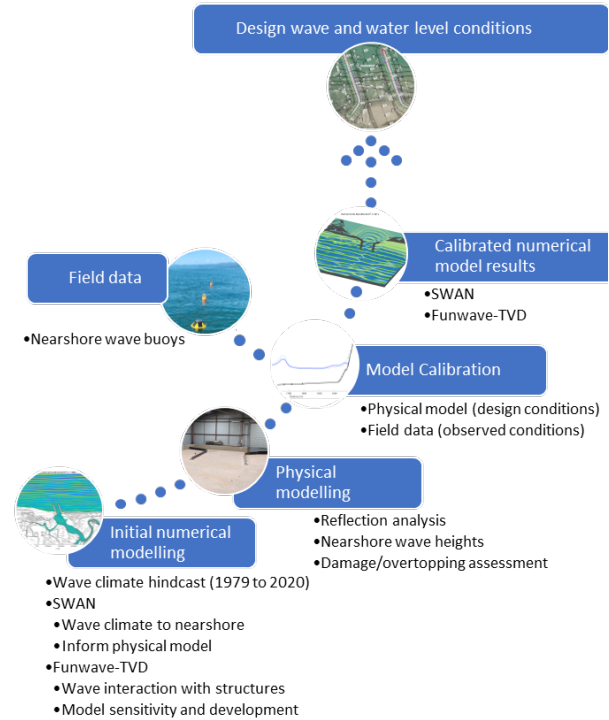 Design wave and water level conditions
Calibrated numerical
model results
•SWAN
•Funwave-TVD
Field data
•Nearshore wave buoys
Model Calibration
•Physical model (design conditions)
•Field data (observed conditions)
Physical
modelling
•Reflection analysis
•Nearshore wave heights
•Damage/overtopping assessment
Initial numerical
modelling
•Wave climate hindcast (1979 to 2020)
•SWAN
•Wave climate to nearshore
•Inform physical model
•Funwave-TVD
•Wave interaction with structures
•Model sensitivity and development